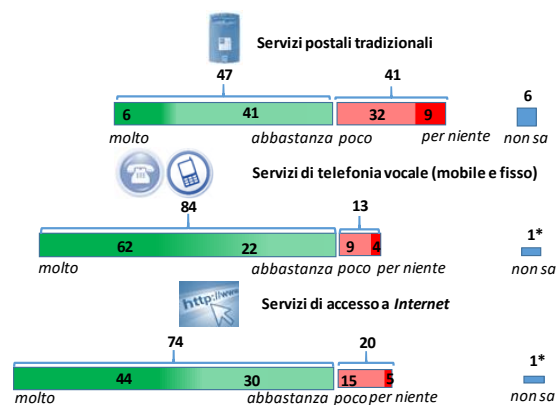 Servizi postali tradizionali
47 41
6 41 32 9 6
molto abbastanza poco per niente non sa
Servizi di telefonia vocale (mobile e fisso)
84 13
62 22 9 4 1*
molto abbastanza poco per niente non sa
http://www
Servizi di accesso a Internet
74 20
44 30 15 5 1*
molto abbastanza poco per niente non sa